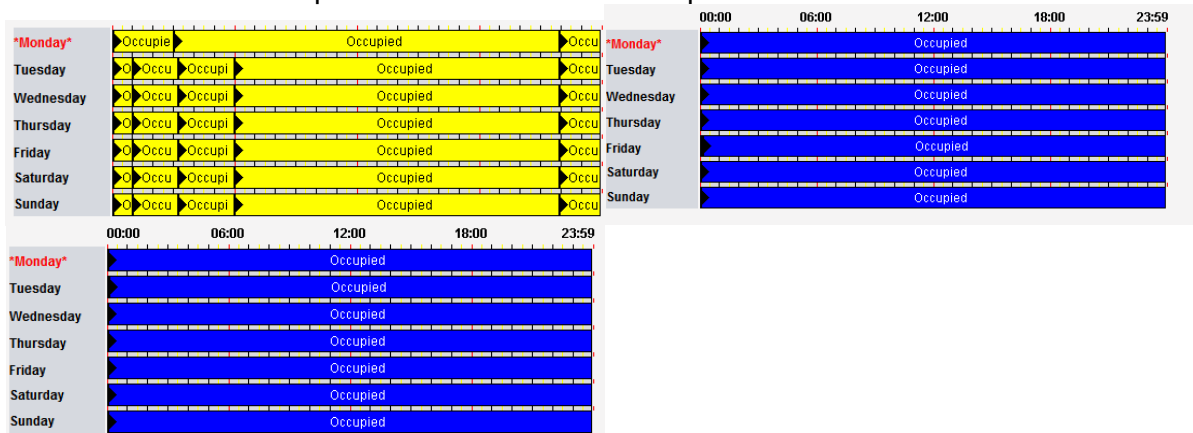 *Monday* Occupie Occupied Occu
Tuesday O Occu Occupi Occupied Occu
Wednesday O Occu Occupi Occupied Occu
Thursday O Occu Occupi Occupied Occu
Friday O Occu Occupi Occupied Occu
Saturday O Occu Occupi Occupied Occu
Sunday O Occu Occupi Occupied Occu
00:00 06:00 12:00 18:00 23:59
*Monday* Occupied
Tuesday Occupied
Wednesday Occupied
Thursday Occupied
Friday Occupied
Saturday Occupied
Sunday Occupied
00:00 06:00 12:00 18:00 23:59
*Monday* Occupied
Tuesday Occupied
Wednesday Occupied
Thursday Occupied
Friday Occupied
Saturday Occupied
Sunday Occupied